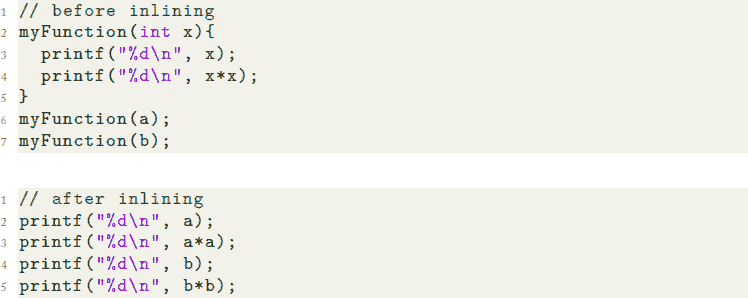 1 // before inlining
2 myFunction(int x){
3   printf("%d\n", x);
4   printf("%d\n", x*x);
5 }
6 myFunction(a);
7 myFunction(b);
1 // after inlining
2 printf("%d\n", a);
3 printf("%d\n", a*a);
4 printf("%d\n", b);
5 printf("%d\n", b*b);